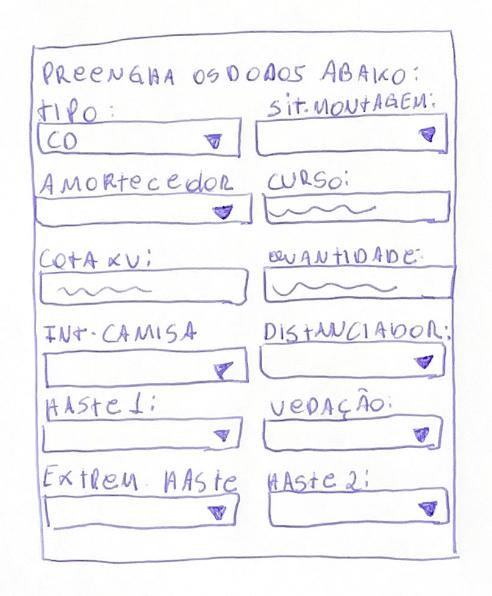 PREENCHA OS DADOS ABAIXO:
TIPO: SIT. MONTAGEM:
CD
AMORTECEDOR CURSO:
COTA XV: QUANTIDADE:
INT. CAMISA DISTANCIADOR:
HASTE 1: VEDAÇÃO:
EXTREM. HASTE HASTE 2: